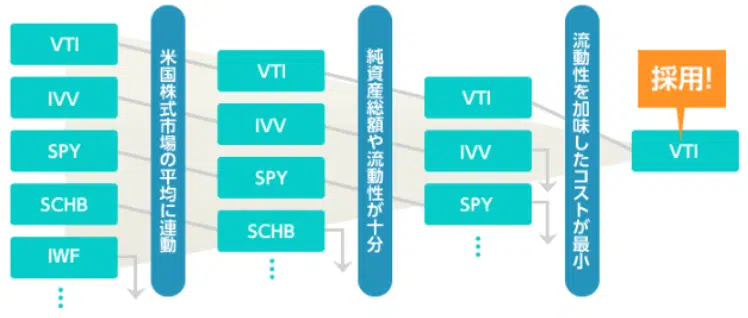 VTI
IVV
SPY
SCHB
IWF
⋮
米国株式市場の平均に連動
VTI
IVV
SPY
SCHB
⋮
純資産総額や流動性が十分
VTI
IVV
SPY
⋮
流動性を加味したコストが最小
採用!
VTI